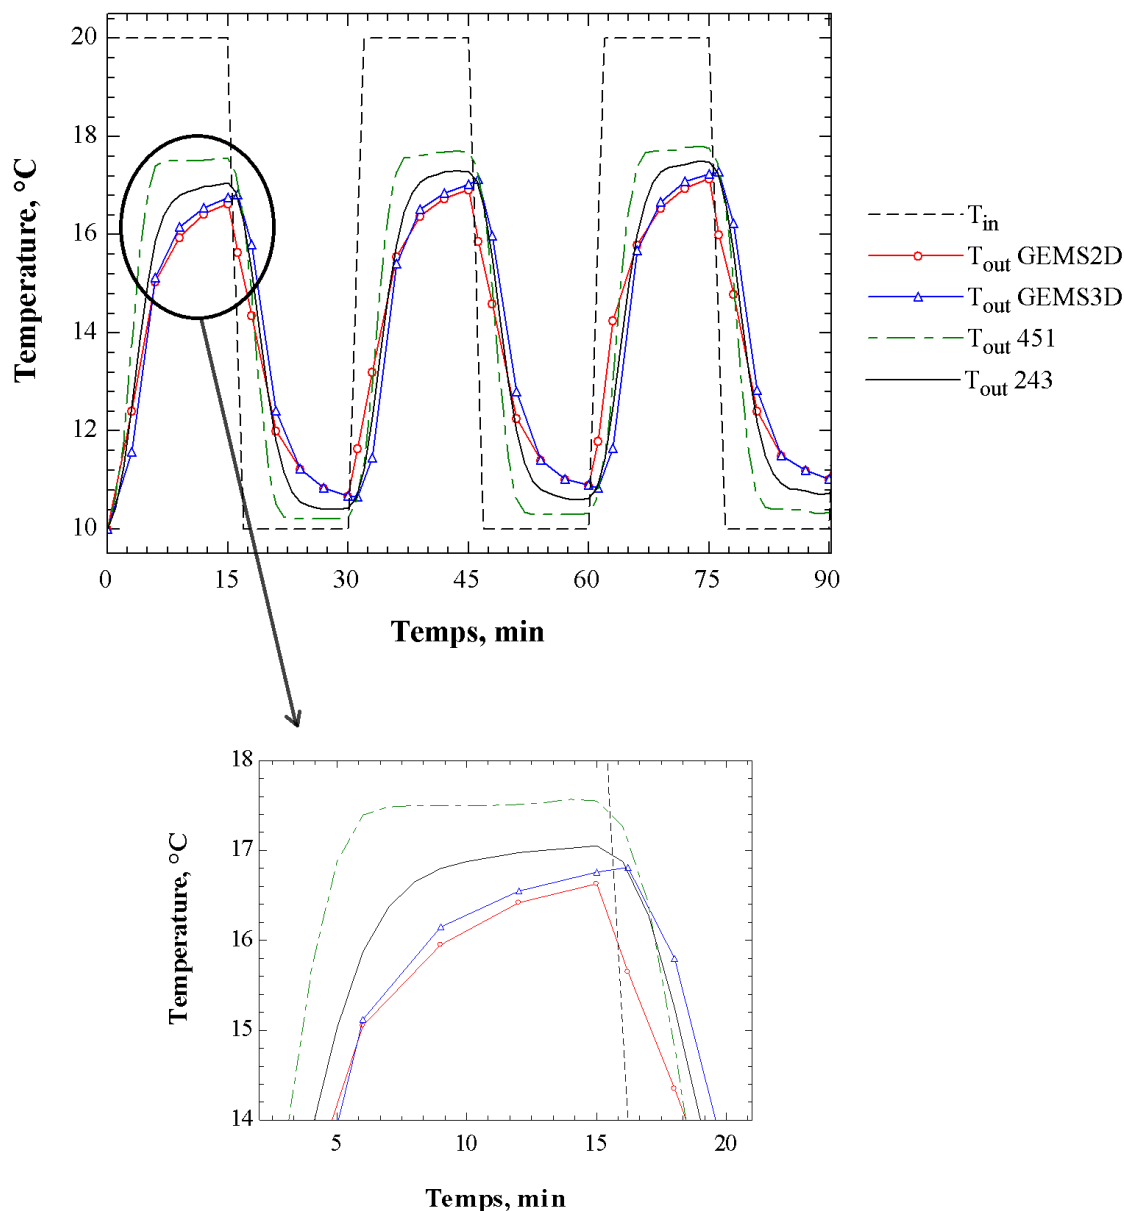 20
18
16
14
12
10
Temperature, °C
0 15 30 45 60 75 90
Temps, min
T_in
T_out GEMS2D
T_out GEMS3D
T_out 451
T_out 243
18
17
16
15
14
Temperature, °C
5 10 15 20
Temps, min